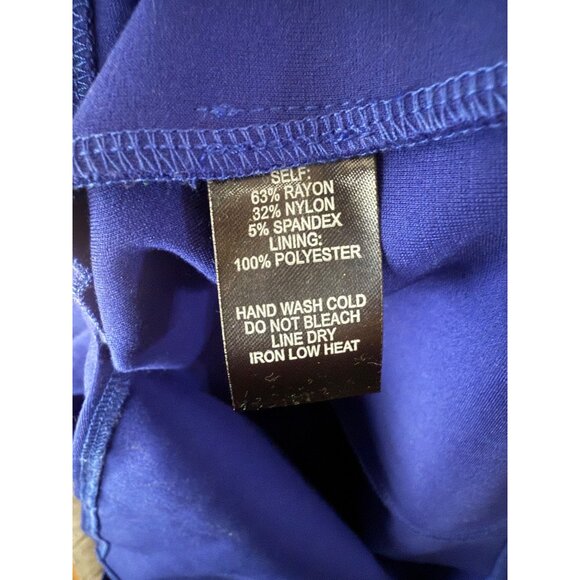 SELF:
63% RAYON
32% NYLON
5% SPANDEX
LINING:
100% POLYESTER
HAND WASH COLD
DO NOT BLEACH
LINE DRY
IRON LOW HEAT